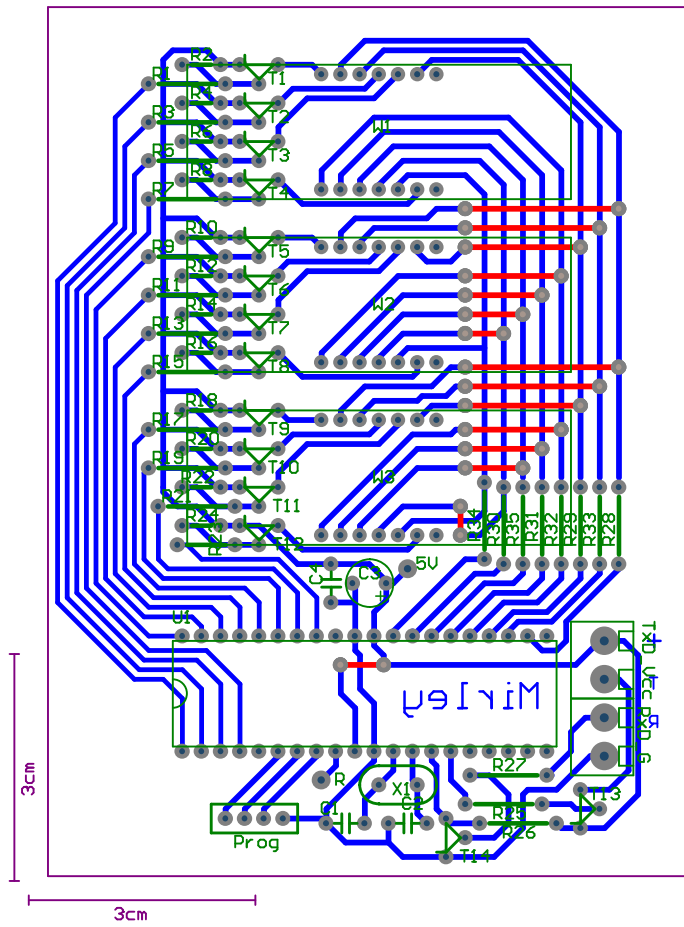 R2
R1
T1
R4
R3
T2
W1
R6
R5
T3
R8
R7
T4
R10
R9
T5
R12
R11
T6
W2
R14
R13
T7
R16
R15
T8
R18
R17
T9
R20
R19
T10
W3
R22
R21
T11
R24
R23
T12
R34
R30
R35
R31
R32
R29
R33
R28
C4
C3
+
5V
U1
TxD
Vcc
RxD
G
Mirley
R
R27
X1
C1
C2
R25
R26
T13
T14
Prog
3cm
3cm